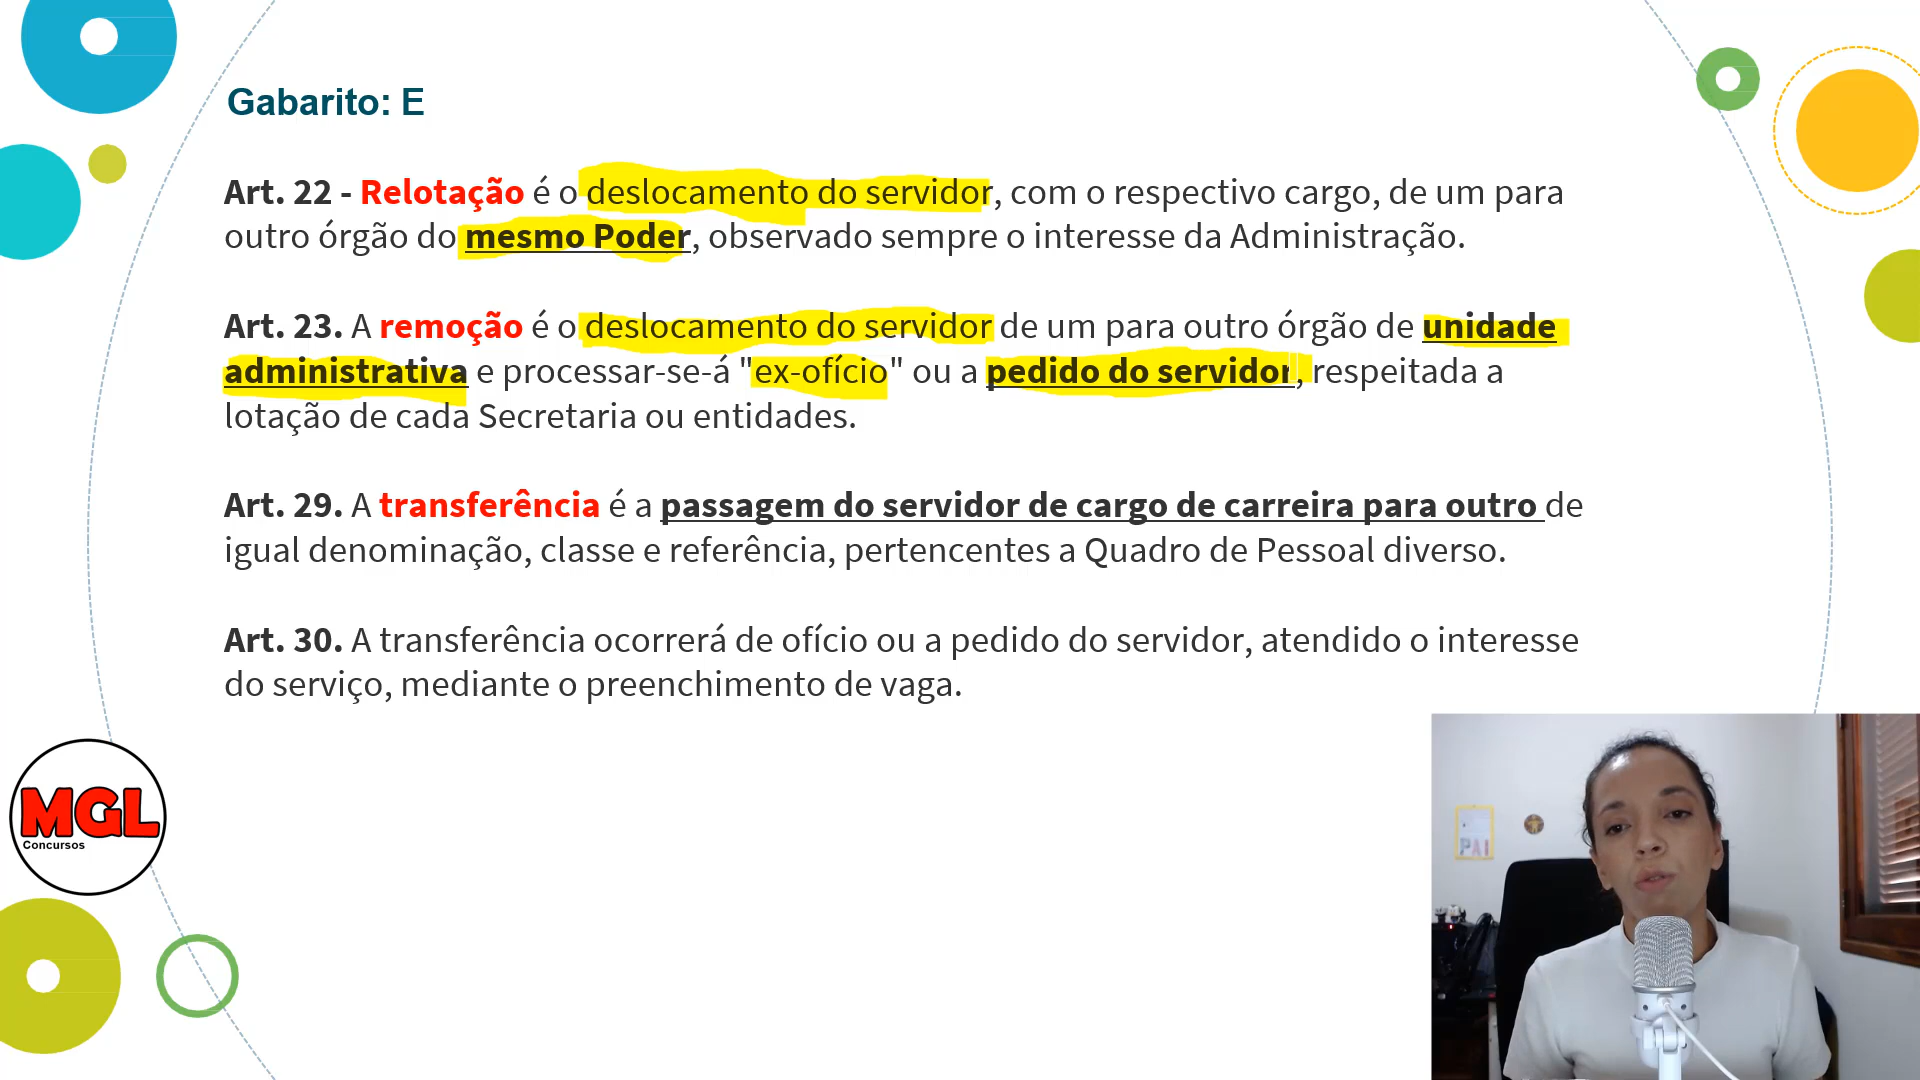 Gabarito: E
Art. 22 - Relotação é o deslocamento do servidor, com o respectivo cargo, de um para
outro órgão do mesmo Poder, observado sempre o interesse da Administração.
Art. 23. A remoção é o deslocamento do servidor de um para outro órgão de unidade
administrativa e processar-se-á "ex-ofício" ou a pedido do servidor, respeitada a
lotação de cada Secretaria ou entidades.
Art. 29. A transferência é a passagem do servidor de cargo de carreira para outro de
igual denominação, classe e referência, pertencentes a Quadro de Pessoal diverso.
Art. 30. A transferência ocorrerá de ofício ou a pedido do servidor, atendido o interesse
do serviço, mediante o preenchimento de vaga.
MGL
Concursos
PAI